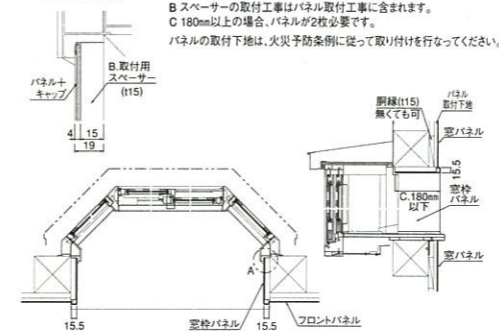 B スペーサーの取付工事はパネル取付工事に含まれます。
C 180mm以上の場合、パネルが2枚必要です。
パネルの取付下地は、火災予防条例に従って取り付けを行なってください。
パネル+
キャップ
B.取付用
スペーサー
(t15)
4 15
19
胴縁(t15)
無くても可
パネル
取付下地
窓パネル
15.5
C.180mm
以下
窓枠
パネル
窓パネル
A
窓枠パネル
フロントパネル
15.5
15.5